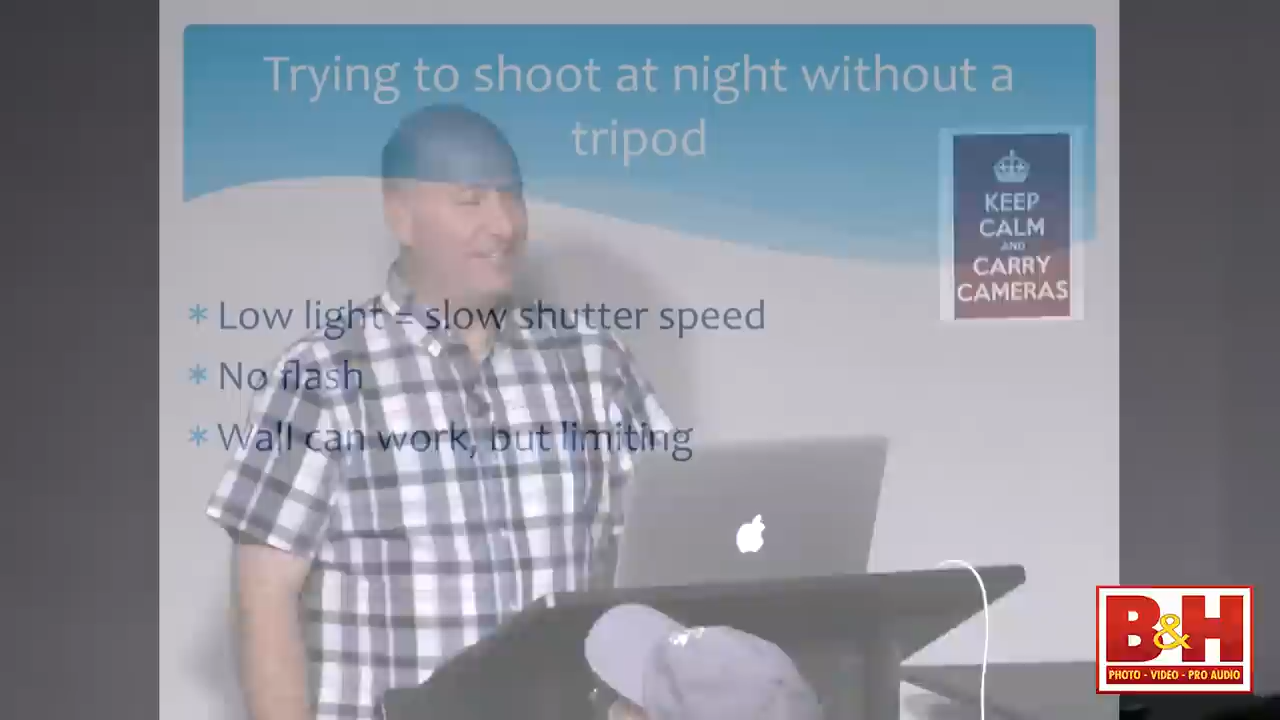 Trying to shoot at night without a
tripod
KEEP
CALM
AND
CARRY
CAMERAS
* Low light = slow shutter speed
* No flash
* Wall can work, but limiting
B&H
PHOTO - VIDEO - PRO AUDIO